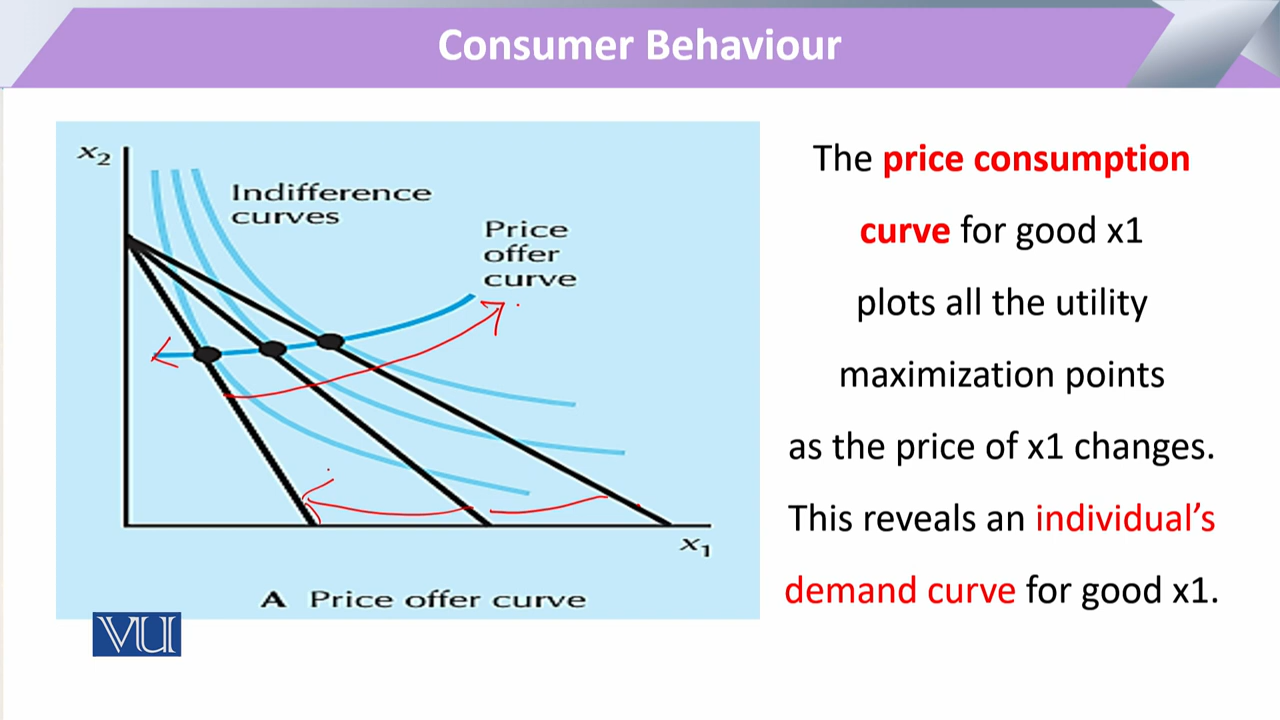 Consumer Behaviour
x2
Indifference
curves
Price
offer
curve
x1
A Price offer curve
The price consumption
curve for good x1
plots all the utility
maximization points
as the price of x1 changes.
This reveals an individual’s
demand curve for good x1.
VU